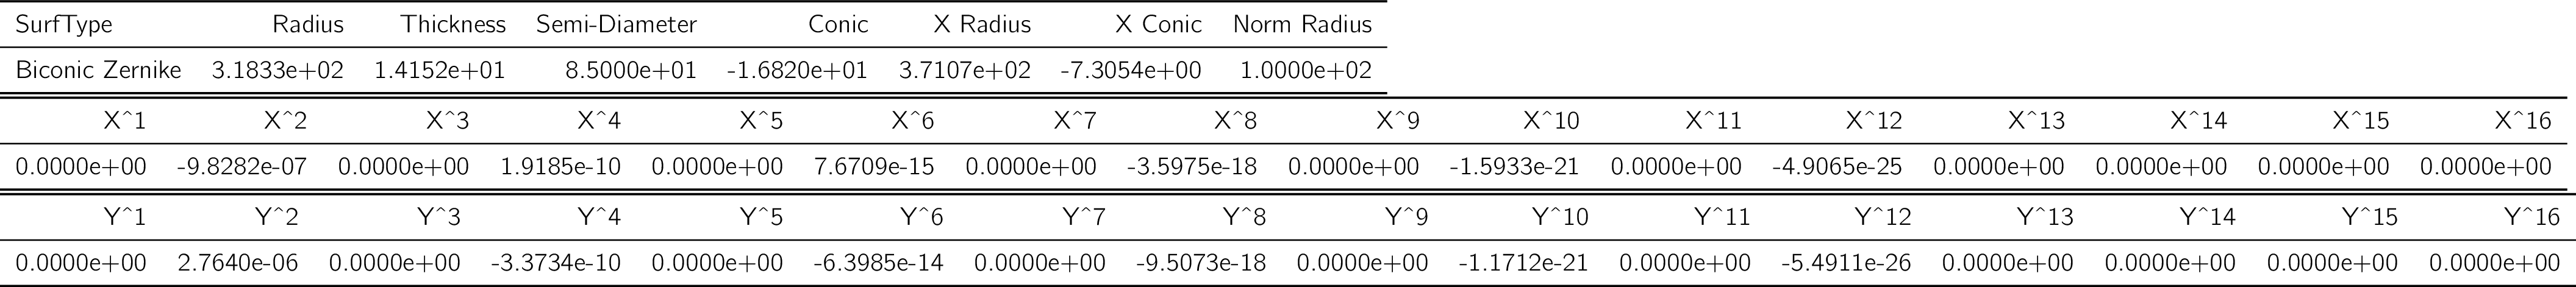 SurfType Radius Thickness Semi-Diameter Conic X Radius X Conic Norm Radius
Biconic Zernike 3.1833e+02 1.4152e+01 8.5000e+01 -1.6820e+01 3.7107e+02 -7.3054e+00 1.0000e+02
X^1 X^2 X^3 X^4 X^5 X^6 X^7 X^8 X^9 X^10 X^11 X^12 X^13 X^14 X^15 X^16
0.0000e+00 -9.8282e-07 0.0000e+00 1.9185e-10 0.0000e+00 7.6709e-15 0.0000e+00 -3.5975e-18 0.0000e+00 -1.5933e-21 0.0000e+00 -4.9065e-25 0.0000e+00 0.0000e+00 0.0000e+00 0.0000e+00
Y^1 Y^2 Y^3 Y^4 Y^5 Y^6 Y^7 Y^8 Y^9 Y^10 Y^11 Y^12 Y^13 Y^14 Y^15 Y^16
0.0000e+00 2.7640e-06 0.0000e+00 -3.3734e-10 0.0000e+00 -6.3985e-14 0.0000e+00 -9.5073e-18 0.0000e+00 -1.1712e-21 0.0000e+00 -5.4911e-26 0.0000e+00 0.0000e+00 0.0000e+00 0.0000e+00